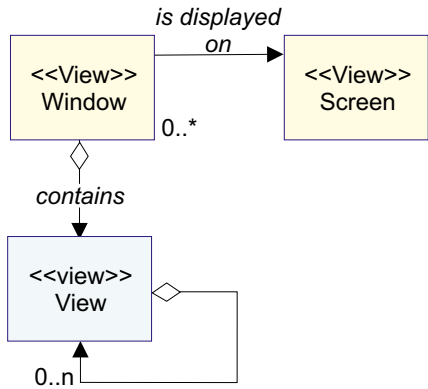 is displayed
on
<<View>>
Window
<<View>>
Screen
0..*
contains
<<view>>
View
0..n